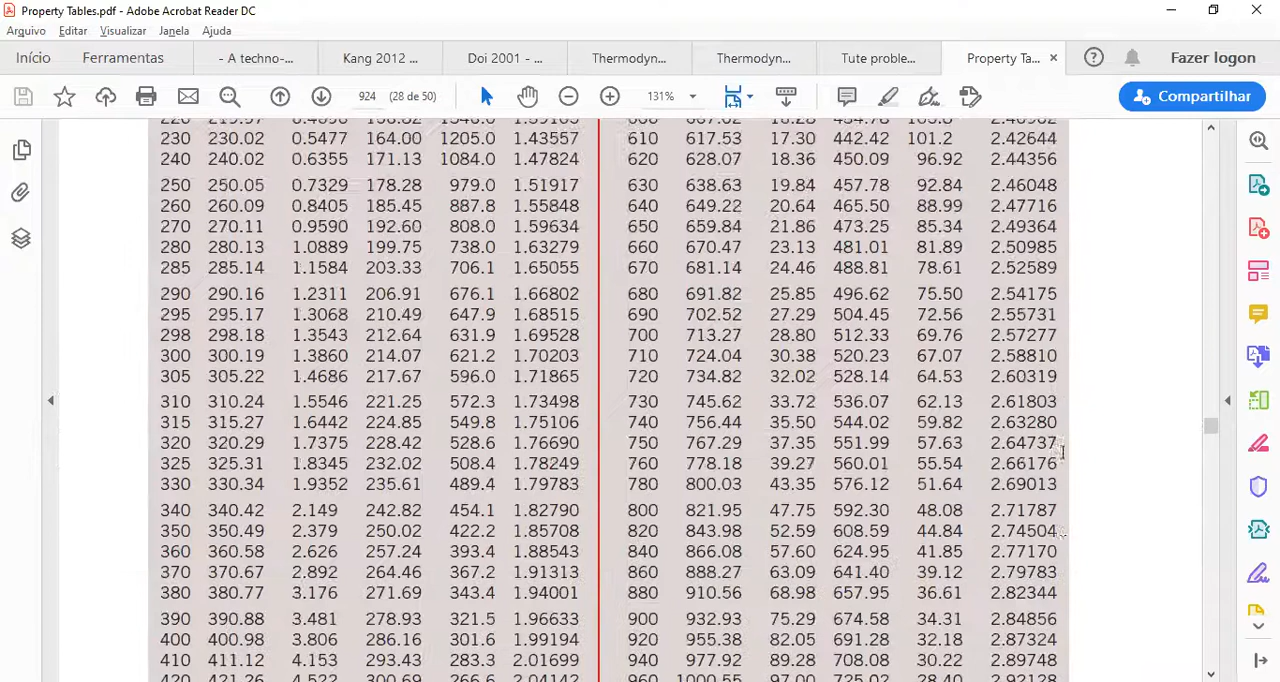 Property Tables.pdf - Adobe Acrobat Reader DC
Arquivo Editar Visualizar Janela Ajuda
Início Ferramentas - A techno-... Kang 2012 ... Doi 2001 - ... Thermodyn... Thermodyn... Tute proble... Property Ta... × Fazer logon
924 (28 de 50) 131% Compartilhar
230 230.02 0.5477 164.00 1205.0 1.43557 610 617.53 17.30 442.42 101.2 2.42644
240 240.02 0.6355 171.13 1084.0 1.47824 620 628.07 18.36 450.09 96.92 2.44356
250 250.05 0.7329 178.28 979.0 1.51917 630 638.63 19.84 457.78 92.84 2.46048
260 260.09 0.8405 185.45 887.8 1.55848 640 649.22 20.64 465.50 88.99 2.47716
270 270.11 0.9590 192.60 808.0 1.59634 650 659.84 21.86 473.25 85.34 2.49364
280 280.13 1.0889 199.75 738.0 1.63279 660 670.47 23.13 481.01 81.89 2.50985
285 285.14 1.1584 203.33 706.1 1.65055 670 681.14 24.46 488.81 78.61 2.52589
290 290.16 1.2311 206.91 676.1 1.66802 680 691.82 25.85 496.62 75.50 2.54175
295 295.17 1.3068 210.49 647.9 1.68515 690 702.52 27.29 504.45 72.56 2.55731
298 298.18 1.3543 212.64 631.9 1.69528 700 713.27 28.80 512.33 69.76 2.57277
300 300.19 1.3860 214.07 621.2 1.70203 710 724.04 30.38 520.23 67.07 2.58810
305 305.22 1.4686 217.67 596.0 1.71865 720 734.82 32.02 528.14 64.53 2.60319
310 310.24 1.5546 221.25 572.3 1.73498 730 745.62 33.72 536.07 62.13 2.61803
315 315.27 1.6442 224.85 549.8 1.75106 740 756.44 35.50 544.02 59.82 2.63280
320 320.29 1.7375 228.42 528.6 1.76690 750 767.29 37.35 551.99 57.63 2.64737
325 325.31 1.8345 232.02 508.4 1.78249 760 778.18 39.27 560.01 55.54 2.66176
330 330.34 1.9352 235.61 489.4 1.79783 780 800.03 43.35 576.12 51.64 2.69013
340 340.42 2.149 242.82 454.1 1.82790 800 821.95 47.75 592.30 48.08 2.71787
350 350.49 2.379 250.02 422.2 1.85708 820 843.98 52.59 608.59 44.84 2.74504
360 360.58 2.626 257.24 393.4 1.88543 840 866.08 57.60 624.95 41.85 2.77170
370 370.67 2.892 264.46 367.2 1.91313 860 888.27 63.09 641.40 39.12 2.79783
380 380.77 3.176 271.69 343.4 1.94001 880 910.56 68.98 657.95 36.61 2.82344
390 390.88 3.481 278.93 321.5 1.96633 900 932.93 75.29 674.58 34.31 2.84856
400 400.98 3.806 286.16 301.6 1.99194 920 955.38 82.05 691.28 32.18 2.87324
410 411.12 4.153 293.43 283.3 2.01699 940 977.92 89.28 708.08 30.22 2.89748
420 421.26 4.522 300.69 266.6 2.04142 960 1000.55 97.00 725.02 28.40 2.92128